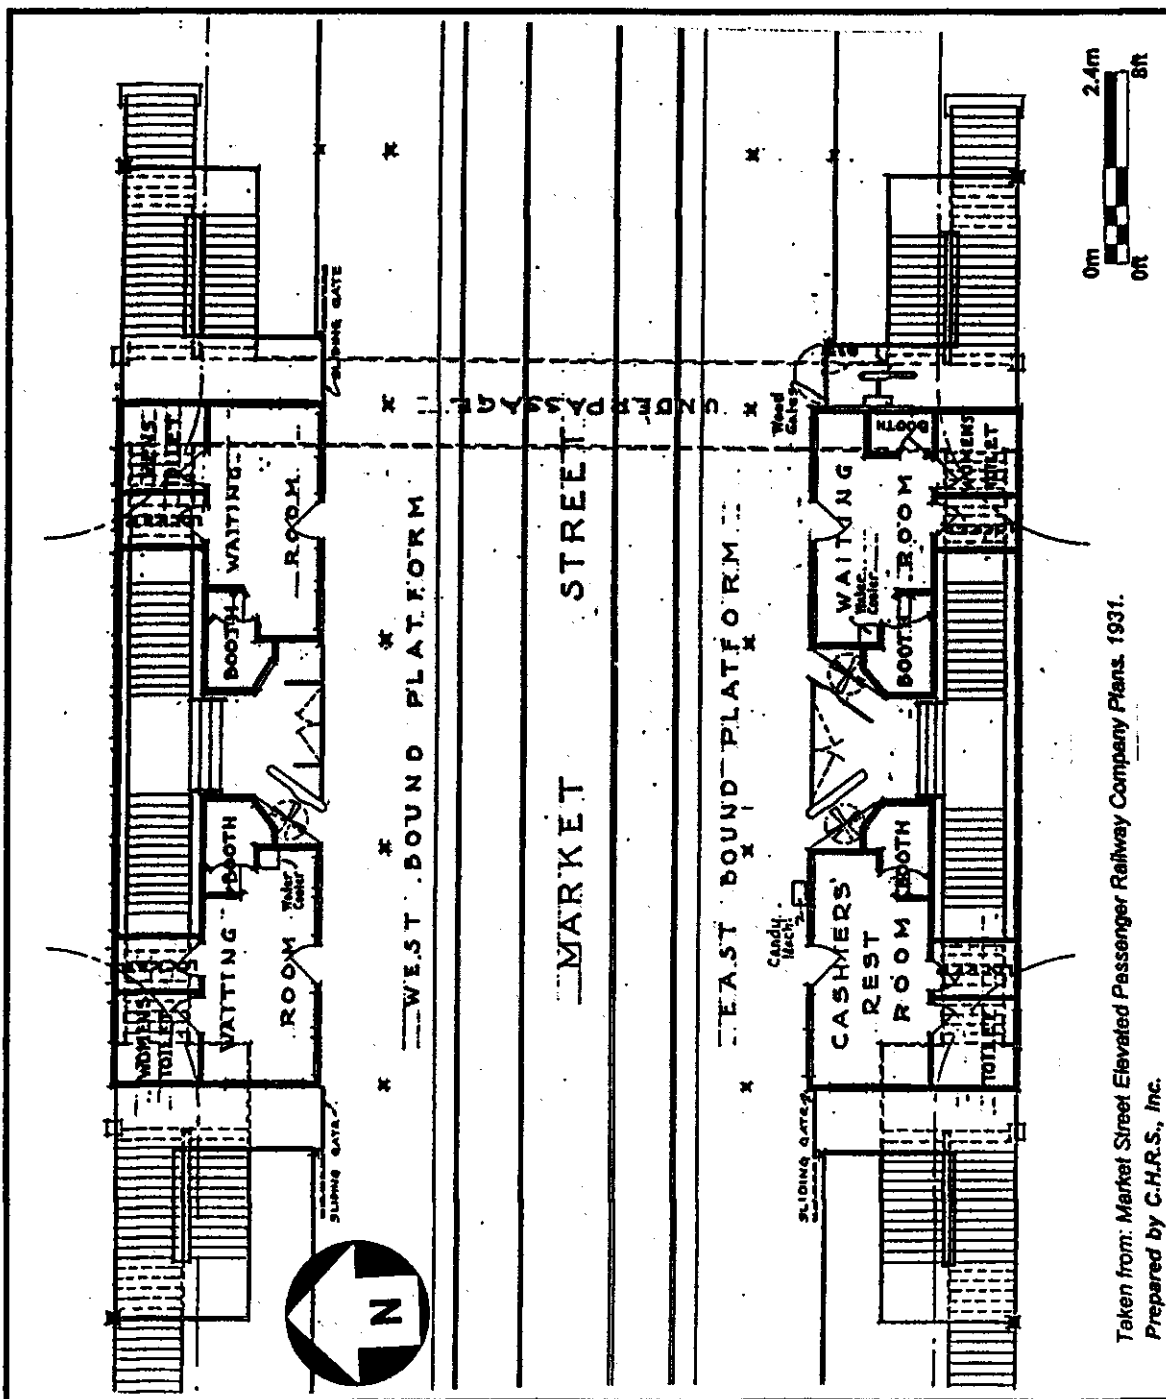 MENS
TOILET
WAITING
ROOM
BOOTH
BOOTH
Water
Cooler
WAITING
ROOM
WOMENS
TOILET
SLIDING GATE
SLIDING GATE
WEST BOUND PLATFORM
UNDERPASSAGE
MARKET STREET
EAST BOUND PLATFORM
Wood
Gates
BOOTH
WAITING
ROOM
WOMENS
TOILET
Water
Cooler
BOOTH
BOOTH
Candy
Mach.
CASHIERS'
REST
ROOM
TOILET
SLIDING GATE
N
0m 2.4m
0ft 8ft
Taken from: Market Street Elevated Passenger Railway Company Plans. 1931.
Prepared by C.H.R.S., Inc.